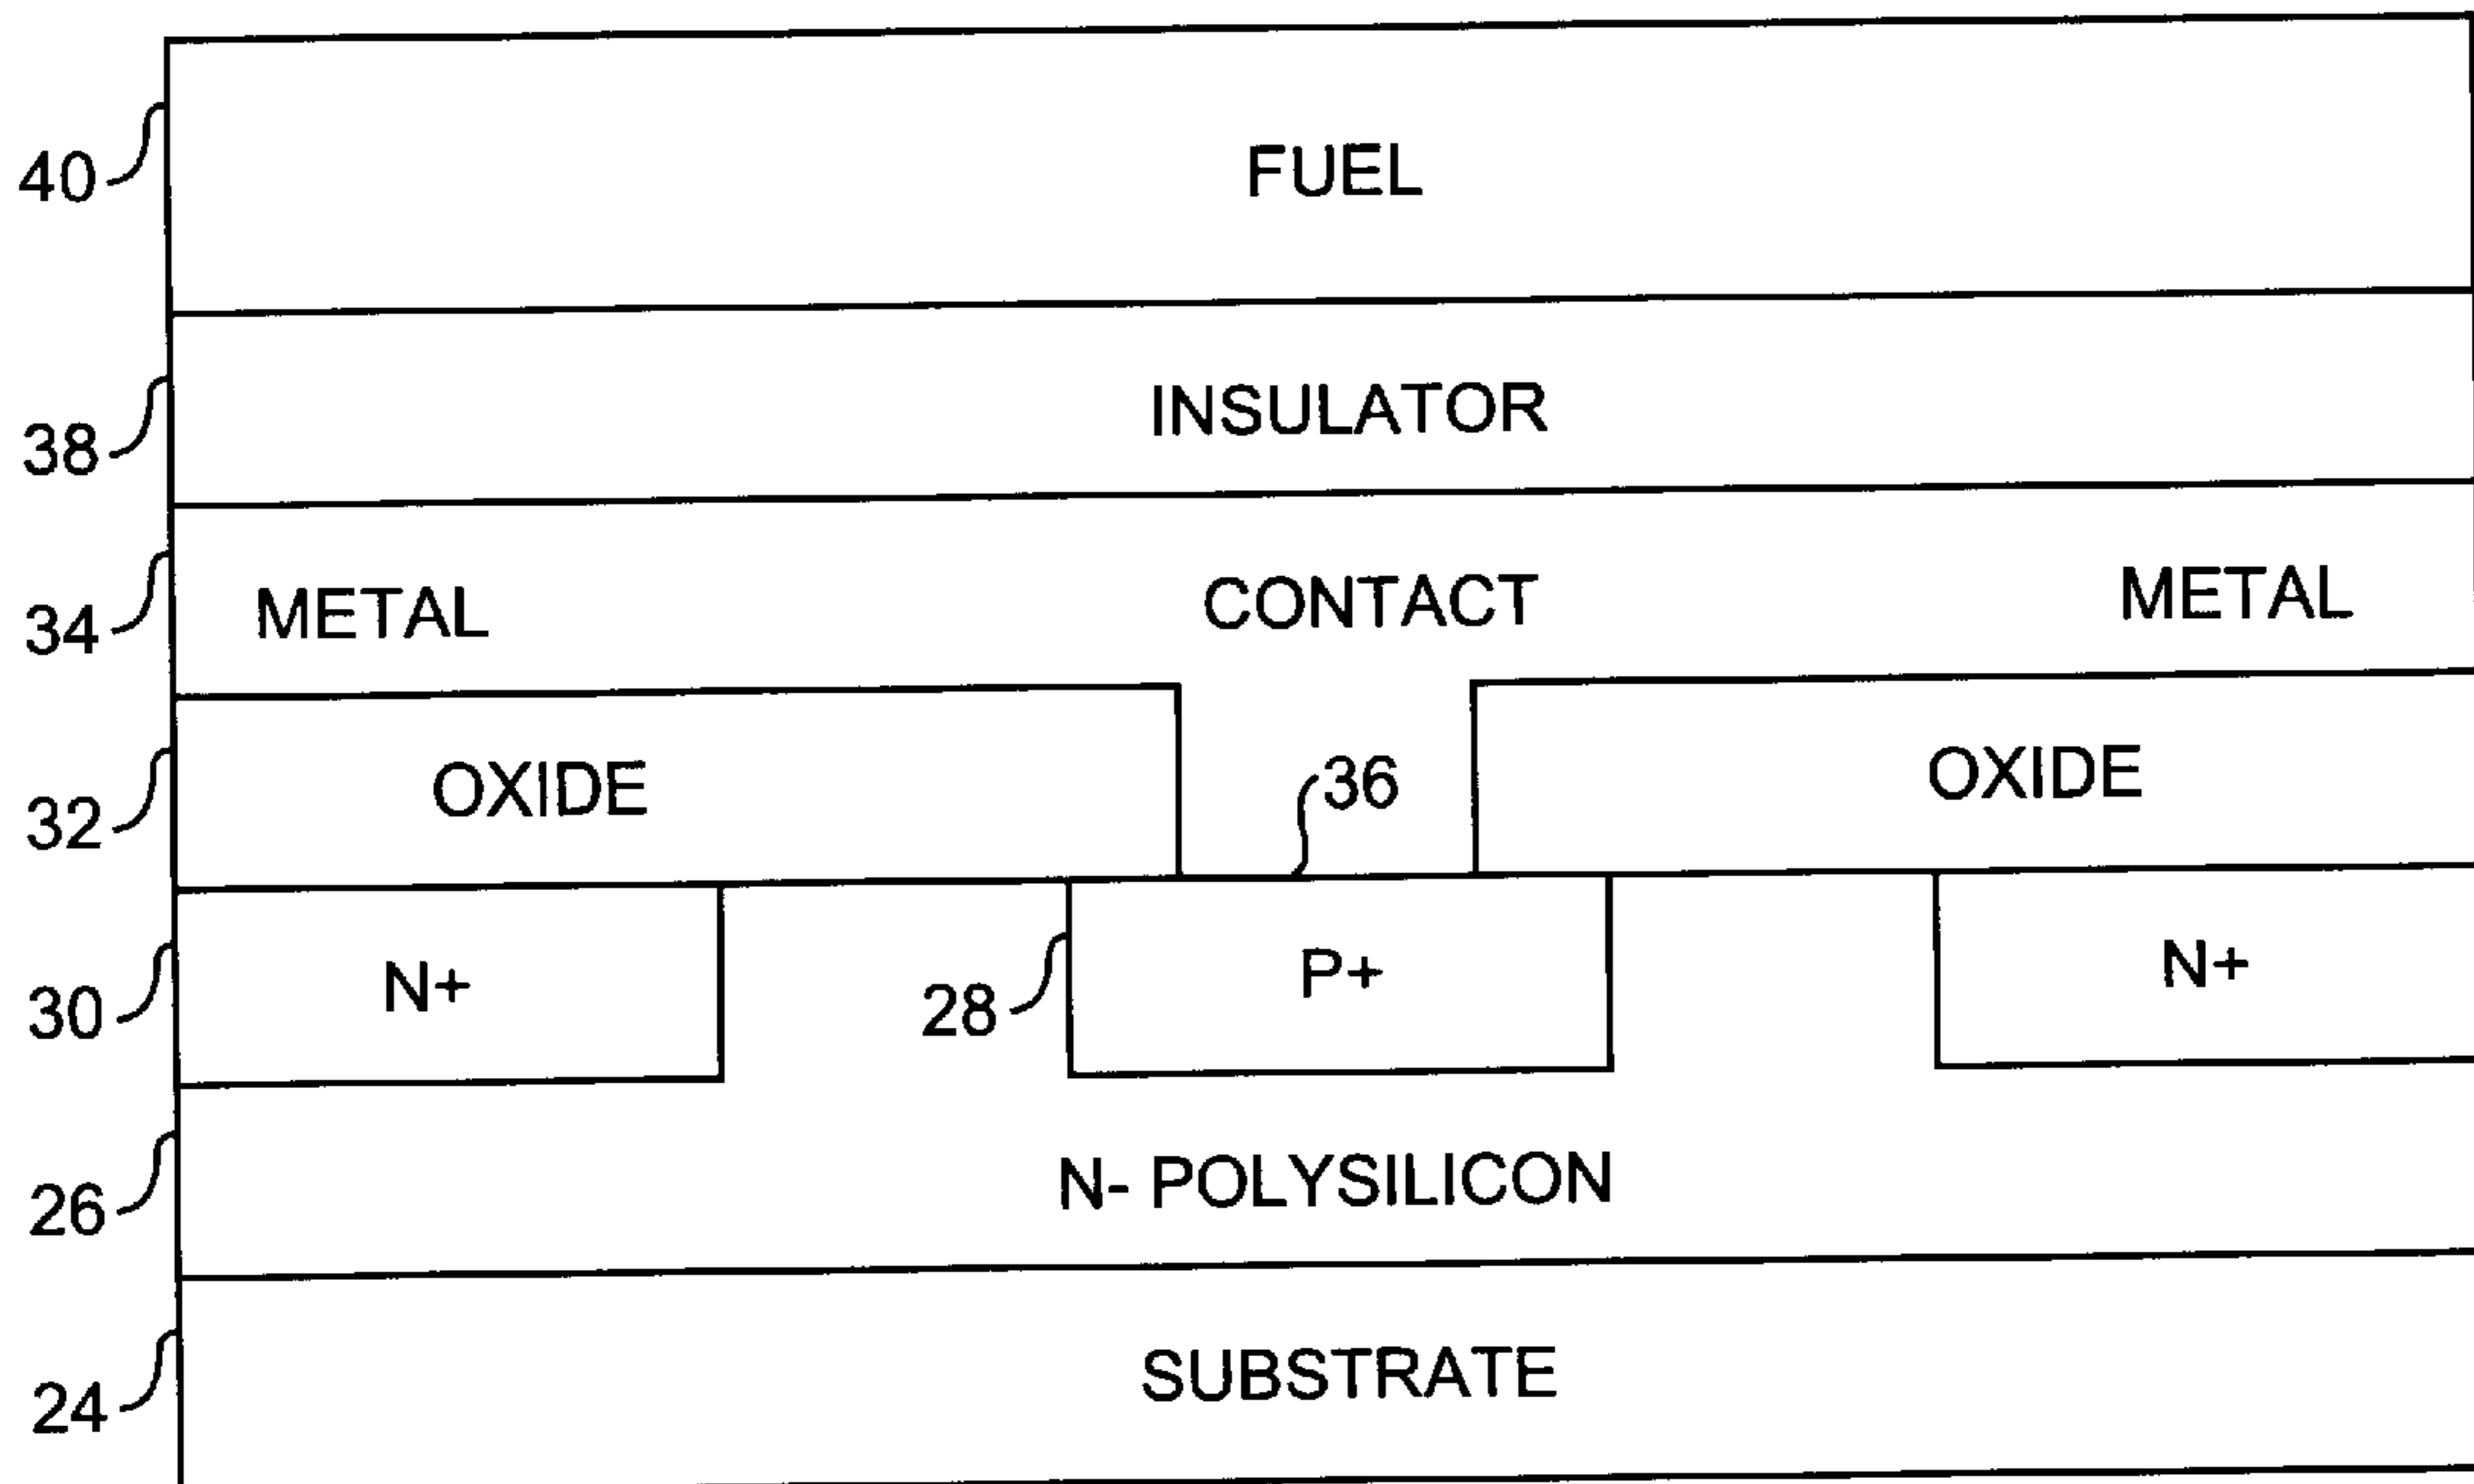 40
FUEL
38
INSULATOR
34
METAL CONTACT METAL
32
OXIDE 36 OXIDE
30
N+ 28 P+ N+
26
N- POLYSILICON
24
SUBSTRATE